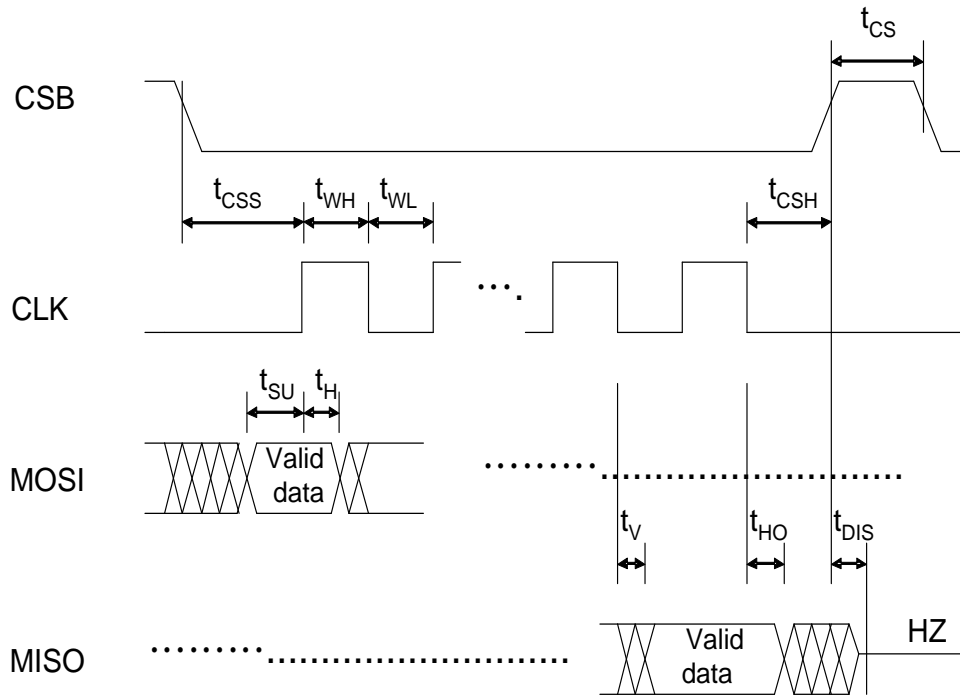 t_CS
CSB
t_CSS t_WH t_WL t_CSH
CLK
t_SU t_H
MOSI
Valid
data
t_V t_HO t_DIS
MISO
Valid
data
HZ